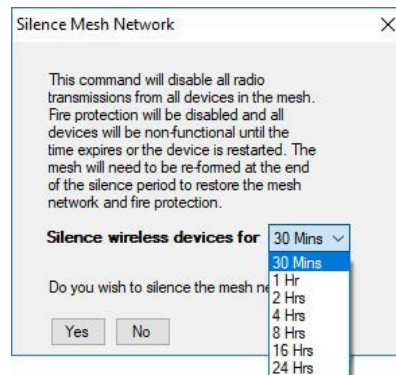 Silence Mesh Network
This command will disable all radio
transmissions from all devices in the mesh.
Fire protection will be disabled and all
devices will be non-functional until the
time expires or the device is restarted. The
mesh will need to be re-formed at the end
of the silence period to restore the mesh
network and fire protection.
Silence wireless devices for 30 Mins
30 Mins
1 Hr
Do you wish to silence the mesh
2 Hrs
4 Hrs
Yes No
8 Hrs
16 Hrs
24 Hrs